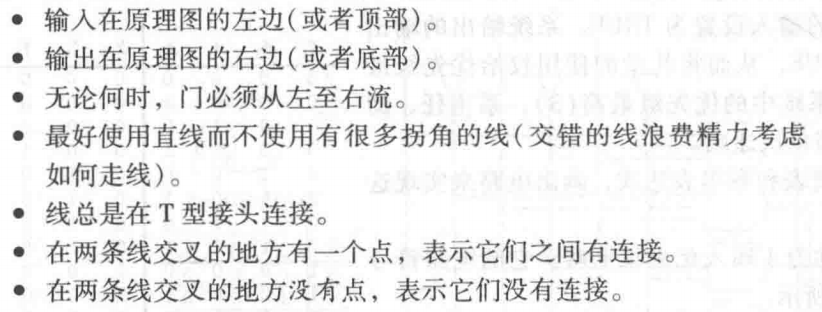 • 输入在原理图的左边(或者顶部)。
• 输出在原理图的右边(或者底部)。
• 无论何时，门必须从左至右流。
• 最好使用直线而不使用有很多拐角的线(交错的线浪费精力考虑
如何走线)。
• 线总是在 T 型接头连接。
• 在两条线交叉的地方有一个点，表示它们之间有连接。
• 在两条线交叉的地方没有点，表示它们没有连接。